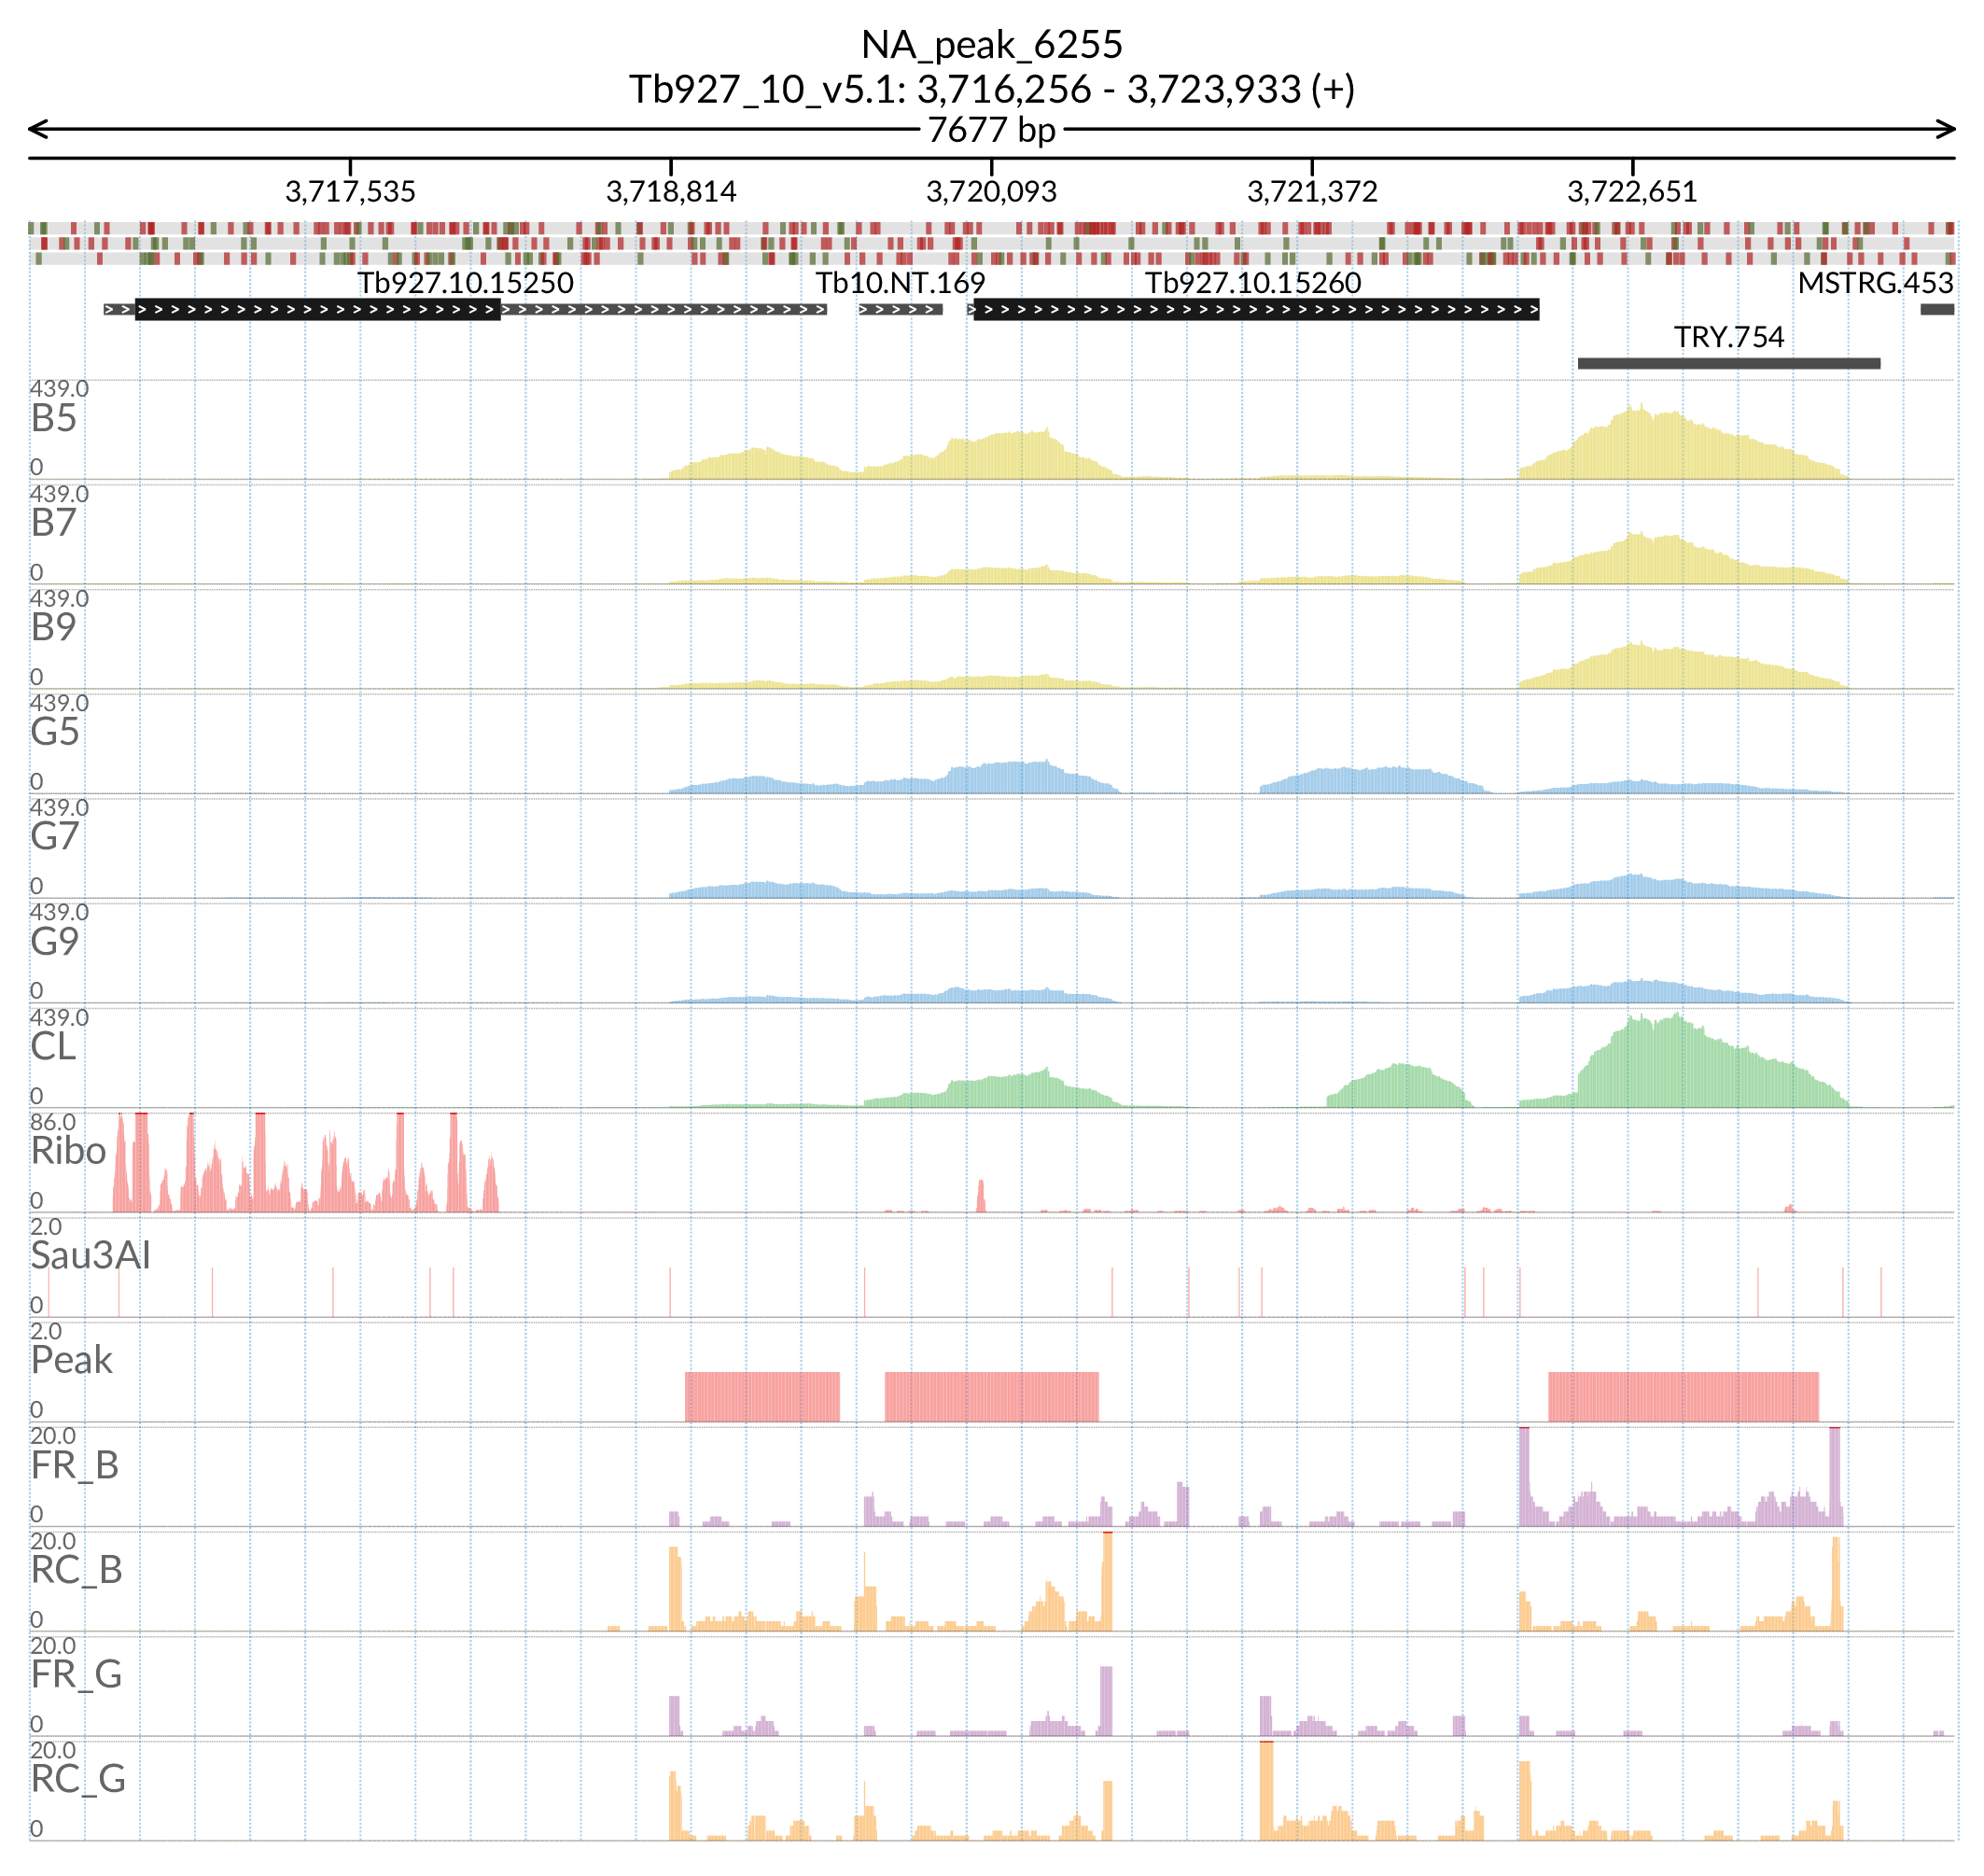 NA_peak_6255
Tb927_10_v5.1: 3,716,256 - 3,723,933 (+)
7677 bp
3,717,535 3,718,814 3,720,093 3,721,372 3,722,651
Tb927.10.15250 Tb10.NT.169 Tb927.10.15260 MSTRG.453
TRY.754
439.0
B5
0
439.0
B7
0
439.0
B9
0
439.0
G5
0
439.0
G7
0
439.0
G9
0
439.0
CL
0
86.0
Ribo
0
2.0
Sau3AI
0
2.0
Peak
0
20.0
FR_B
0
20.0
RC_B
0
20.0
FR_G
0
20.0
RC_G
0